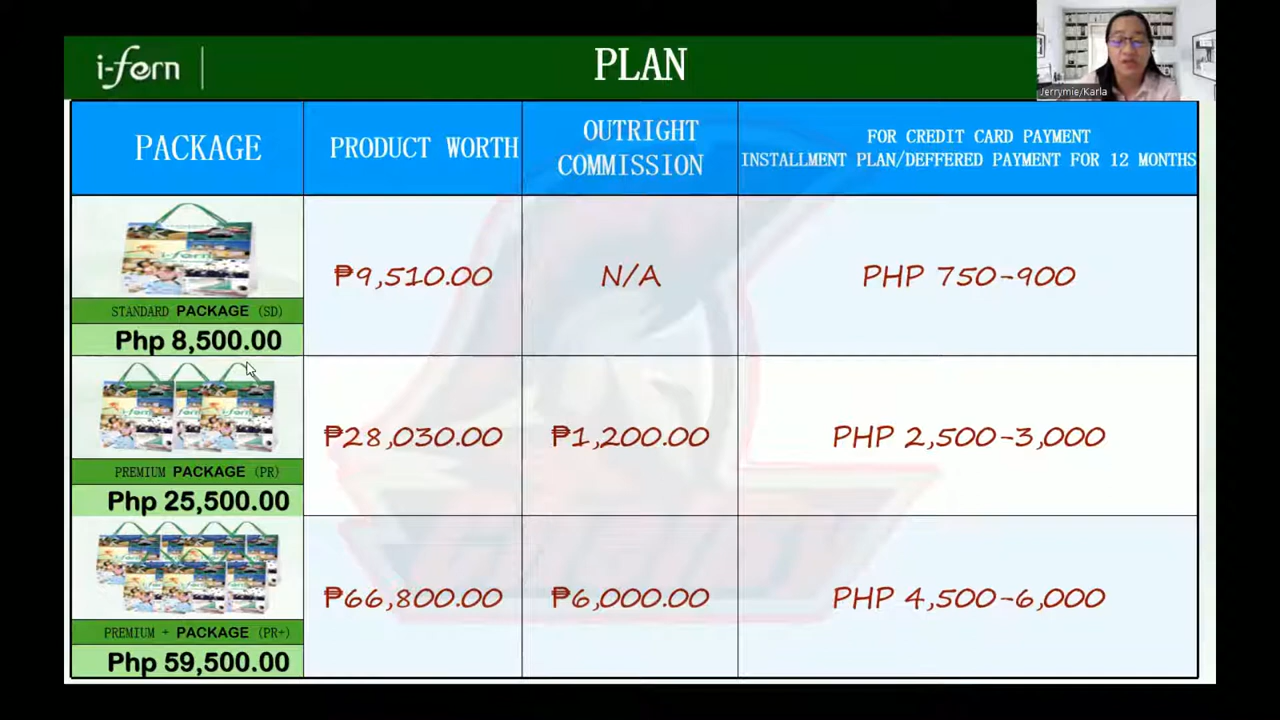 i-fern
PLAN
Jerrymie/Karla
PACKAGE
PRODUCT WORTH
OUTRIGHT
COMMISSION
FOR CREDIT CARD PAYMENT
INSTALLMENT PLAN/DEFFERED PAYMENT FOR 12 MONTHS
i-fern
STANDARD PACKAGE (SD)
Php 8,500.00
₱9,510.00
N/A
PHP 750-900
i-fern
i-fern
PREMIUM PACKAGE (PR)
Php 25,500.00
₱28,030.00
₱1,200.00
PHP 2,500-3,000
PREMIUM + PACKAGE (PR+)
Php 59,500.00
₱66,800.00
₱6,000.00
PHP 4,500-6,000